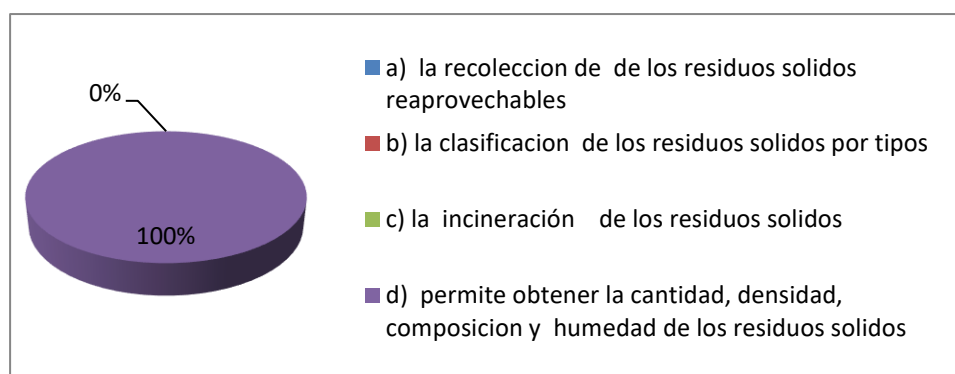 0%
100%
a) la recoleccion de de los residuos solidos
reaprovechables
b) la clasificacion de los residuos solidos por tipos
c) la incineración de los residuos solidos
d) permite obtener la cantidad, densidad,
composicion y humedad de los residuos solidos